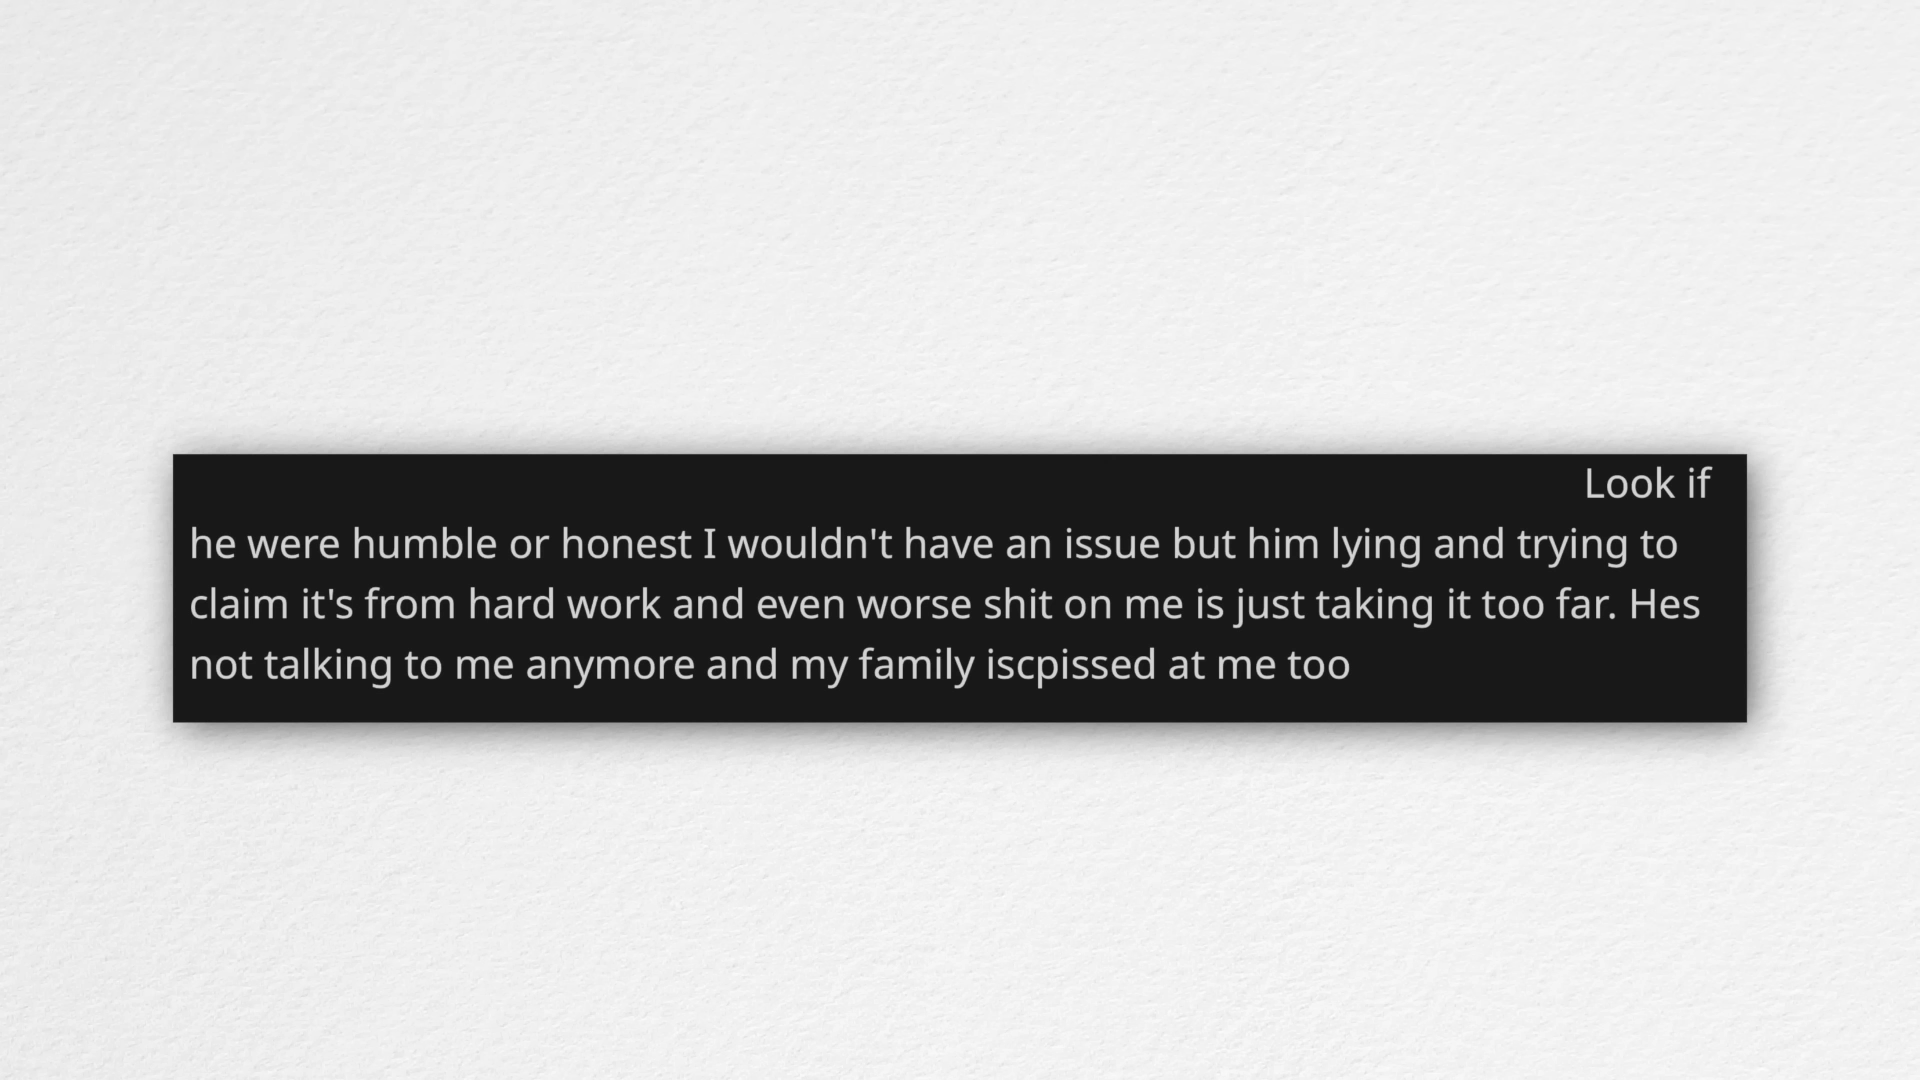 Look if
he were humble or honest I wouldn't have an issue but him lying and trying to
claim it's from hard work and even worse shit on me is just taking it too far. Hes
not talking to me anymore and my family iscpissed at me too